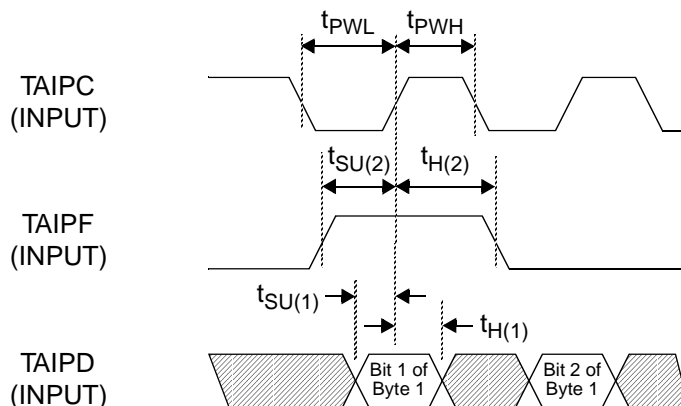 tPWL tPWH
TAIPC
(INPUT)
tSU(2) tH(2)
TAIPF
(INPUT)
tSU(1) tH(1)
TAIPD
(INPUT)
Bit 1 of
Byte 1
Bit 2 of
Byte 1